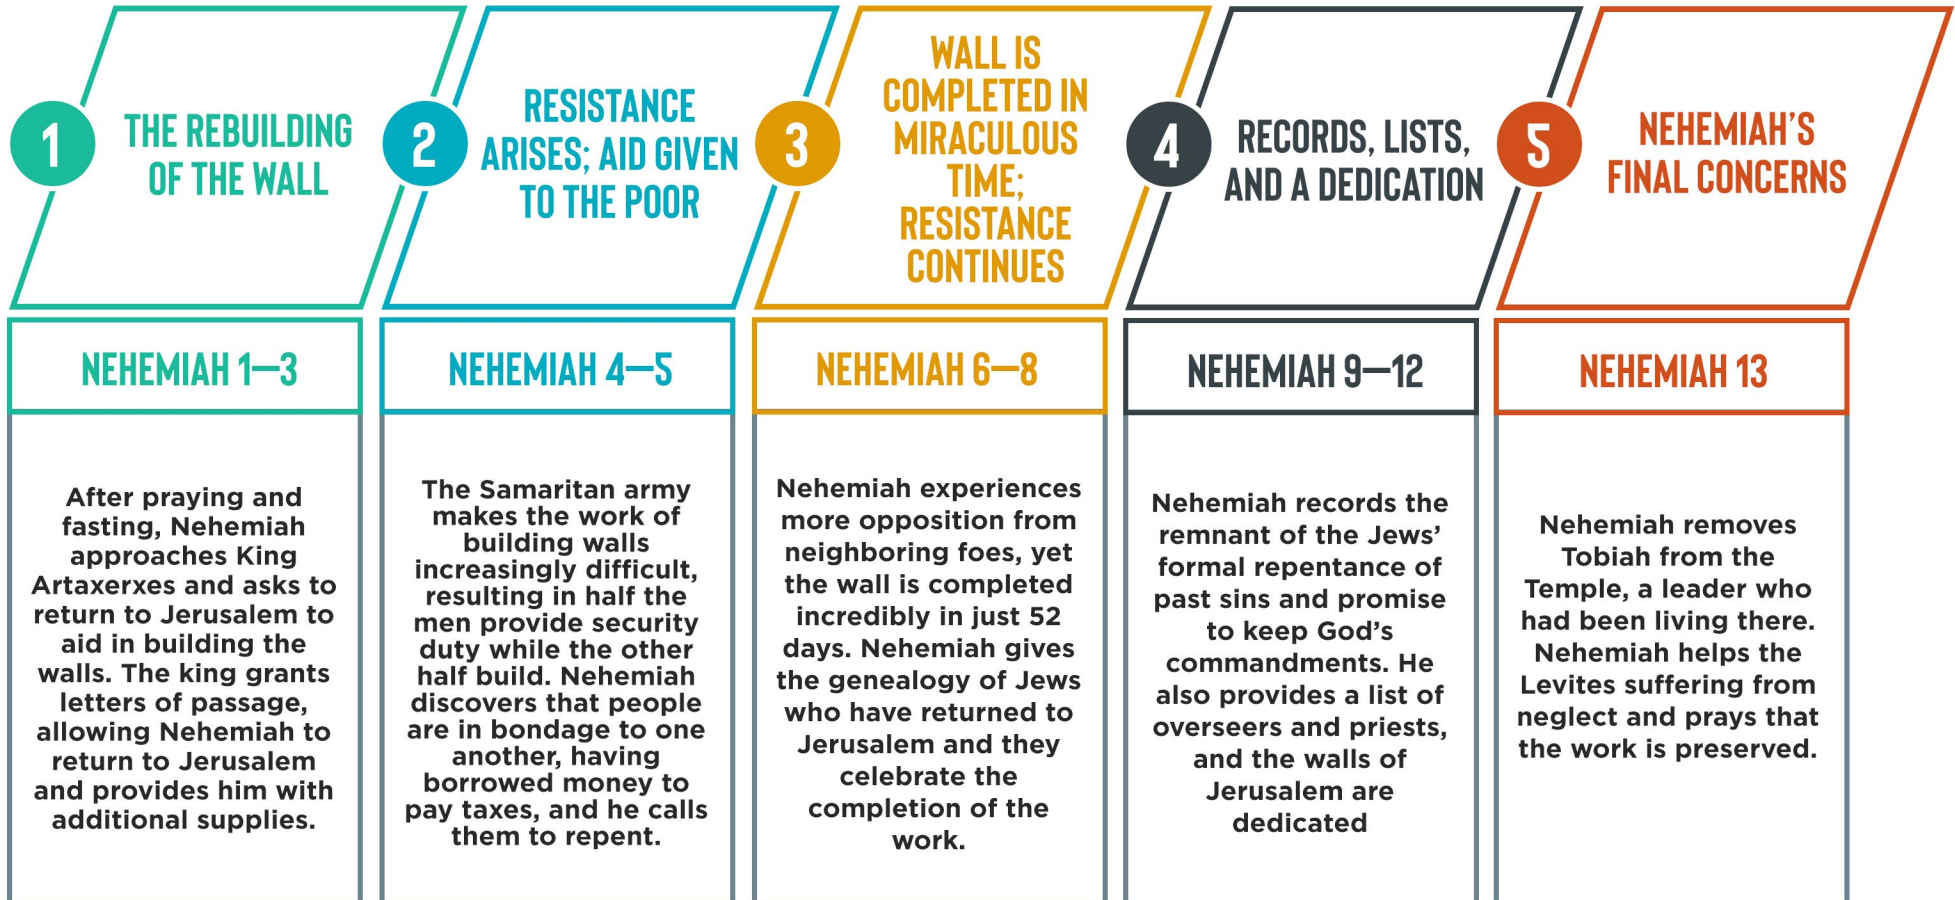 1
THE REBUILDING
OF THE WALL
NEHEMIAH 1—3
After praying and
fasting, Nehemiah
approaches King
Artaxerxes and asks to
return to Jerusalem to
aid in building the
walls. The king grants
letters of passage,
allowing Nehemiah to
return to Jerusalem
and provides him with
additional supplies.
2
RESISTANCE
ARISES; AID GIVEN
TO THE POOR
NEHEMIAH 4—5
The Samaritan army
makes the work of
building walls
increasingly difficult,
resulting in half the
men provide security
duty while the other
half build. Nehemiah
discovers that people
are in bondage to one
another, having
borrowed money to
pay taxes, and he calls
them to repent.
3
WALL IS
COMPLETED IN
MIRACULOUS
TIME;
RESISTANCE
CONTINUES
NEHEMIAH 6—8
Nehemiah experiences
more opposition from
neighboring foes, yet
the wall is completed
incredibly in just 52
days. Nehemiah gives
the genealogy of Jews
who have returned to
Jerusalem and they
celebrate the
completion of the
work.
4
RECORDS, LISTS,
AND A DEDICATION
NEHEMIAH 9—12
Nehemiah records the
remnant of the Jews’
formal repentance of
past sins and promise
to keep God’s
commandments. He
also provides a list of
overseers and priests,
and the walls of
Jerusalem are
dedicated
5
NEHEMIAH’S
FINAL CONCERNS
NEHEMIAH 13
Nehemiah removes
Tobiah from the
Temple, a leader who
had been living there.
Nehemiah helps the
Levites suffering from
neglect and prays that
the work is preserved.